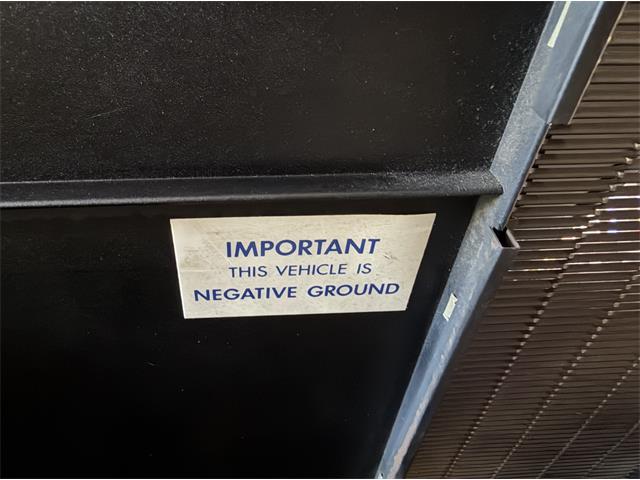 IMPORTANT
THIS VEHICLE IS
NEGATIVE GROUND